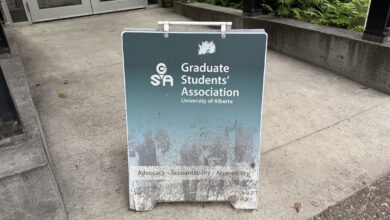 GSA
Graduate
Students'
Association
University of Alberta
Advocacy • Accountability • Accessibility